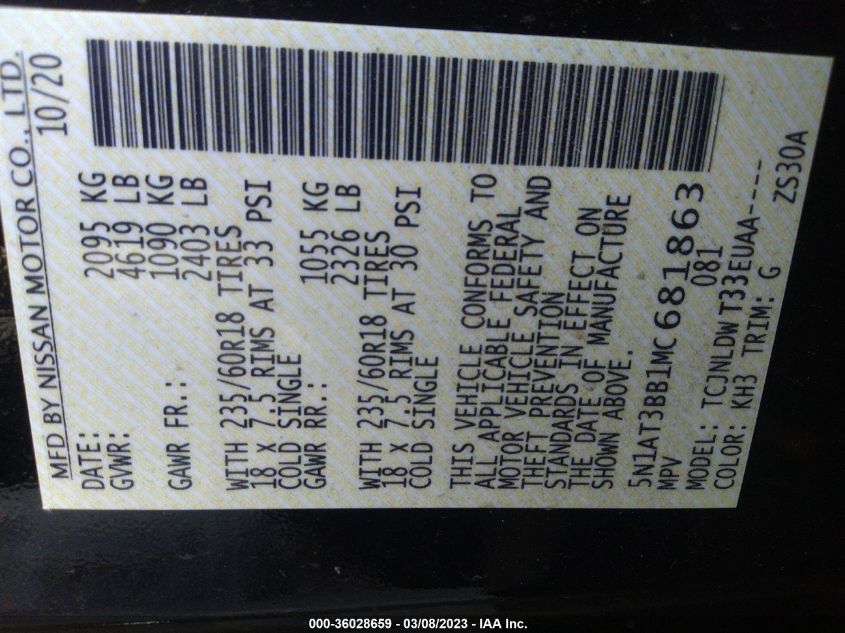 MFD BY NISSAN MOTOR CO., LTD.
DATE: 10/20
GVWR: 2095 KG
4619 LB
GAWR FR.: 1090 KG
2403 LB
WITH 235/60R18 TIRES
18 X 7.5 RIMS AT 33 PSI
COLD SINGLE
GAWR RR.: 1055 KG
2326 LB
WITH 235/60R18 TIRES
18 X 7.5 RIMS AT 30 PSI
COLD SINGLE
THIS VEHICLE CONFORMS TO
ALL APPLICABLE FEDERAL
MOTOR VEHICLE SAFETY AND
THEFT PREVENTION
STANDARDS IN EFFECT ON
THE DATE OF MANUFACTURE
SHOWN ABOVE.
5N1AT3BB1MC681863
MPV 081
MODEL: TCJNLDWT33EUAA----
COLOR: KH3 TRIM: G ZS30A
000-36028659 — 03/08/2023 — IAA Inc.